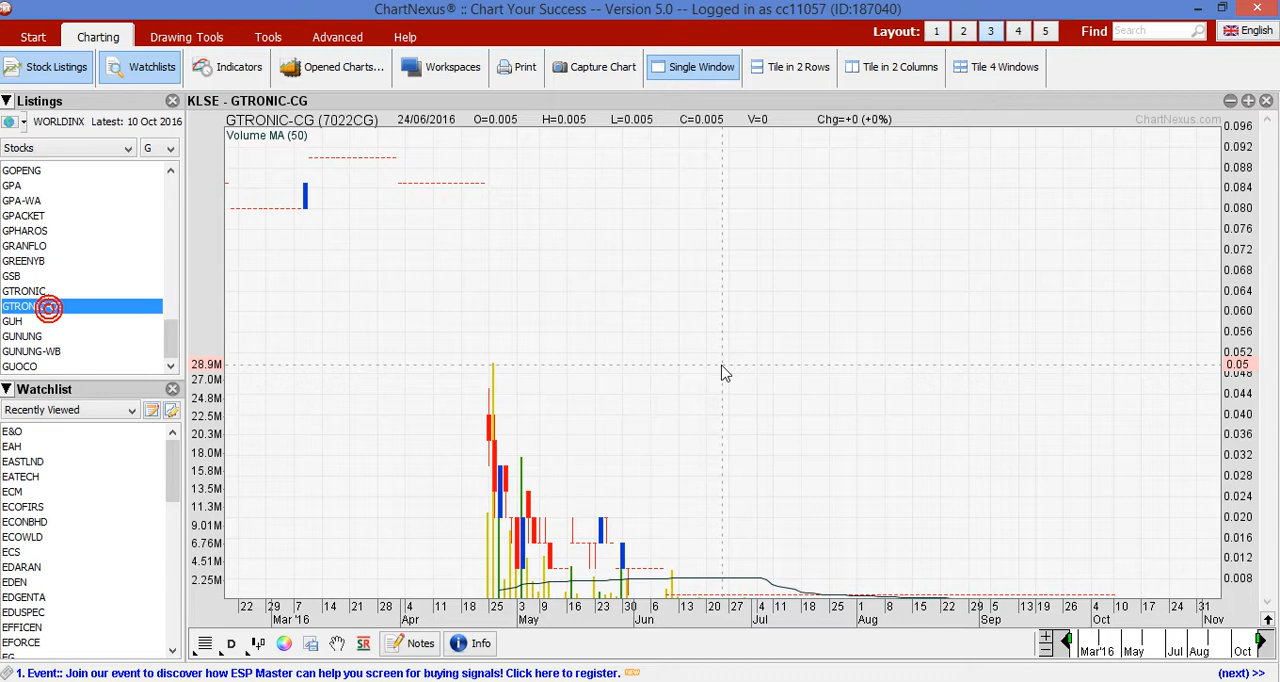 ChartNexus® :: Chart Your Success -- Version 5.0 -- Logged in as cc11057 (ID:187040)
Start Charting Drawing Tools Tools Advanced Help Layout: 1 2 3 4 5 Find Search English
Stock Listings Watchlists Indicators Opened Charts... Workspaces Print Capture Chart Single Window Tile in 2 Rows Tile in 2 Columns Tile 4 Windows
Listings
WORLDINX Latest: 10 Oct 2016
Stocks G
GOPENG
GPA
GPA-WA
GPACKET
GPHAROS
GRANFLO
GREENYB
GSB
GTRONIC
GUH
GUNUNG
GUNUNG-WB
GUOCO
Watchlist
Recently Viewed
E&O
EAH
EASTLND
EATECH
ECM
ECOFIRS
ECONBHD
ECOWLD
ECS
EDARAN
EDEN
EDGENTA
EDUSPEC
EFFICEN
EFORCE
KLSE - GTRONIC-CG
GTRONIC-CG (7022CG) 24/06/2016 O=0.005 H=0.005 L=0.005 C=0.005 V=0 Chg=+0 (+0%) ChartNexus.com
Volume MA (50)
28.9M
27.0M
24.8M
22.5M
20.3M
18.0M
15.8M
13.5M
11.3M
9.01M
6.76M
4.51M
2.25M
0.096
0.092
0.088
0.084
0.080
0.076
0.072
0.068
0.064
0.060
0.056
0.052
0.05
0.048
0.044
0.040
0.036
0.032
0.028
0.024
0.020
0.016
0.012
0.008
22 29 7 14 21 28 4 11 18 25 3 9 16 23 30 6 13 20 27 4 11 18 25 1 8 15 22 29 5 13 19 26 4 10 17 24 31
Mar '16 Apr May Jun Jul Aug Sep Oct Nov
D SR Notes Info Mar'16 May Jul Aug Oct
1. Event:: Join our event to discover how ESP Master can help you screen for buying signals! Click here to register. NEW (next) >>